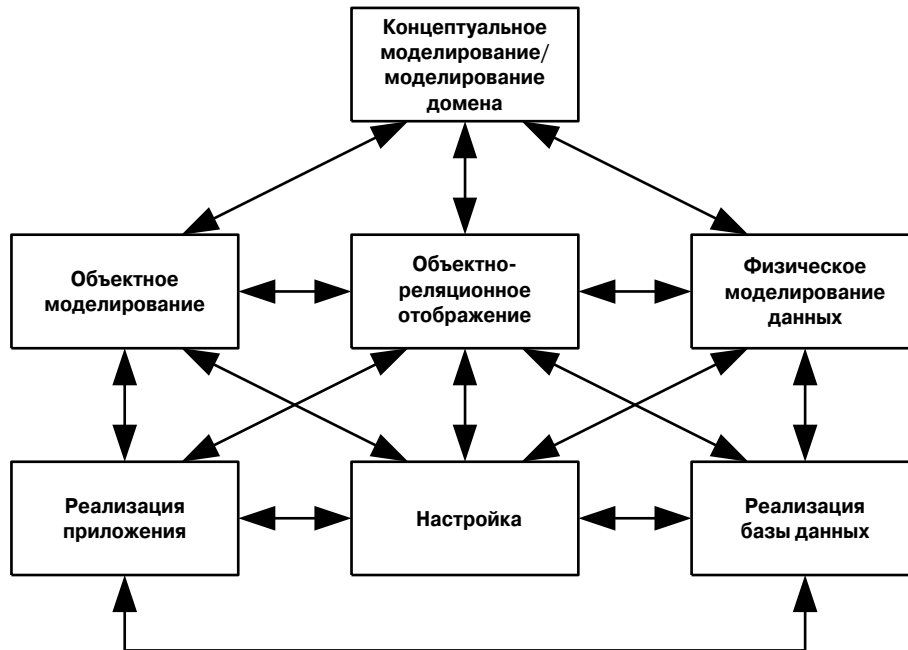 Концептуальное
моделирование/
моделирование
домена
Объектное
моделирование
Объектно-
реляционное
отображение
Физическое
моделирование
данных
Реализация
приложения
Настройка
Реализация
базы данных